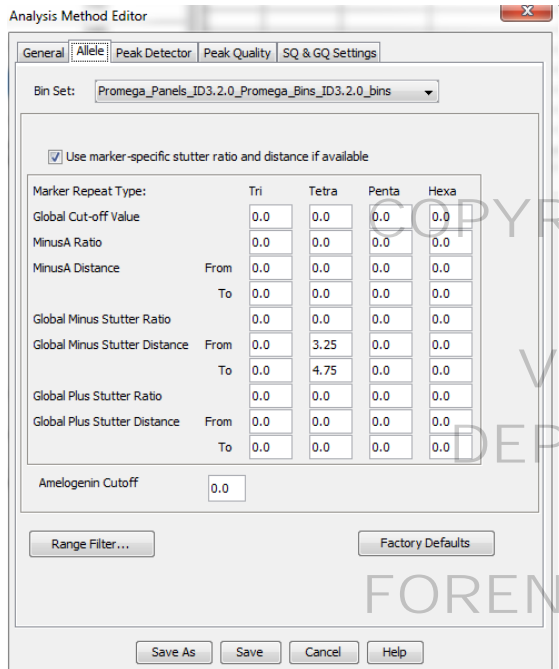 Analysis Method Editor
x
General Allele Peak Detector Peak Quality SQ & GQ Settings
Bin Set: Promega_Panels_ID3.2.0_Promega_Bins_ID3.2.0_bins
Use marker-specific stutter ratio and distance if available
Marker Repeat Type: Tri Tetra Penta Hexa
Global Cut-off Value 0.0 0.0 0.0 0.0
COPYR
MinusA Ratio 0.0 0.0 0.0 0.0
MinusA Distance From 0.0 0.0 0.0 0.0
To 0.0 0.0 0.0 0.0
Global Minus Stutter Ratio 0.0 0.0 0.0 0.0
Global Minus Stutter Distance From 0.0 3.25 0.0 0.0
To 0.0 4.75 0.0 0.0
V
Global Plus Stutter Ratio 0.0 0.0 0.0 0.0
Global Plus Stutter Distance From 0.0 0.0 0.0 0.0
To 0.0 0.0 0.0 0.0
DEP
Amelogenin Cutoff 0.0
Range Filter... Factory Defaults
FOREN
Save As Save Cancel Help